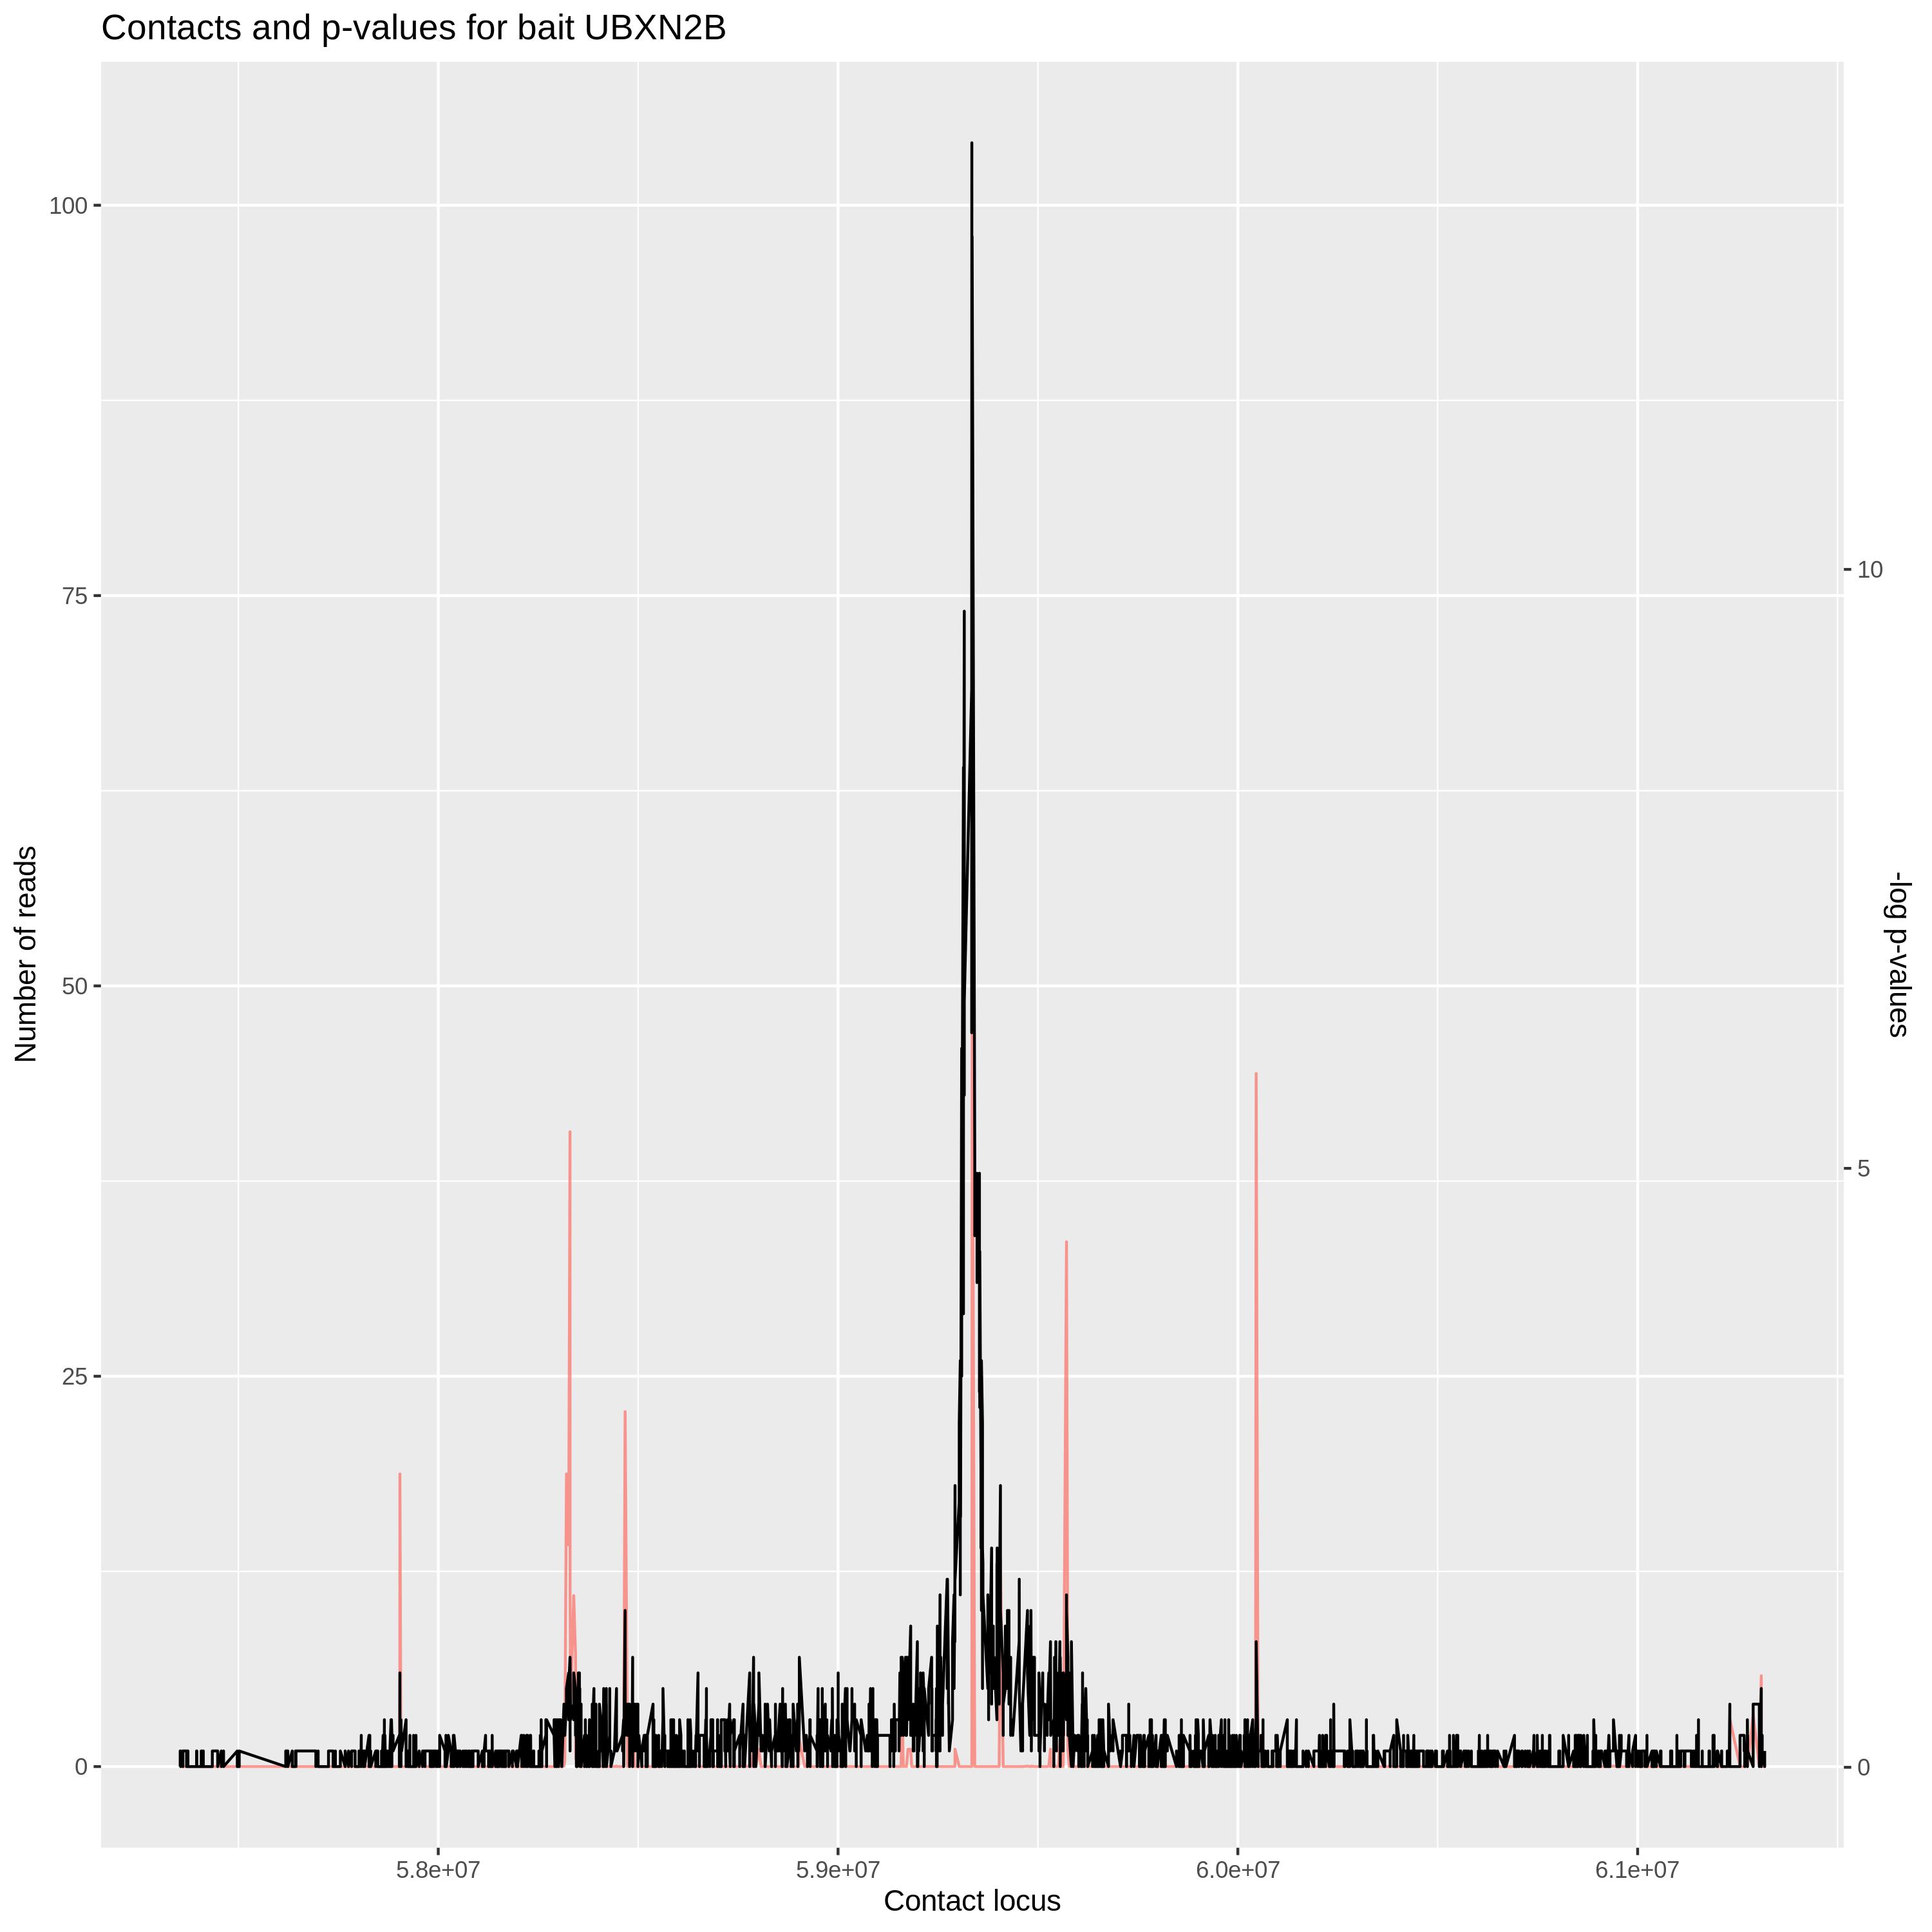 Contacts and p-values for bait UBXN2B
100
75
50
25
0
Number of reads
10
5
0
-log p-values
5.8e+07
5.9e+07
6.0e+07
6.1e+07
Contact locus